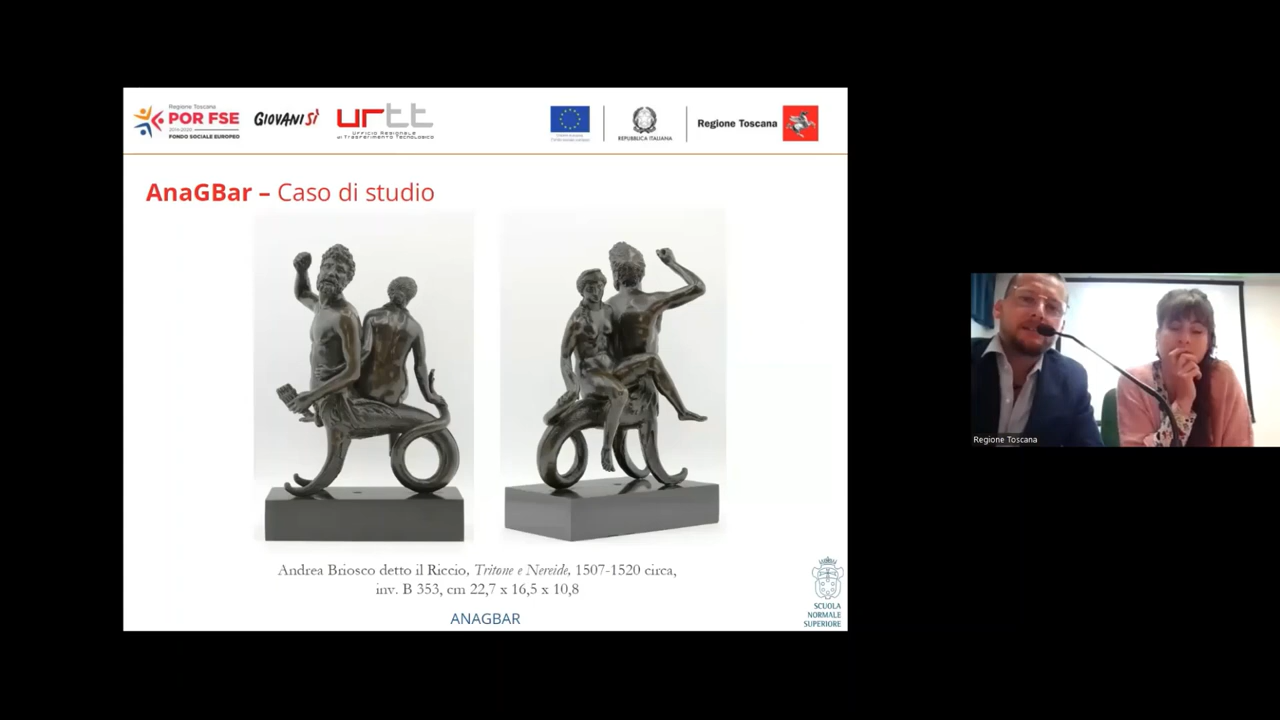 Regione Toscana
POR FSE
2014-2020
FONDO SOCIALE EUROPEO
GIOVANISÌ
urtt
Ufficio Regionale
di Trasferimento Tecnologico
REPUBBLICA ITALIANA
Regione Toscana
AnaGBar – Caso di studio
Andrea Briosco detto il Riccio, Tritone e Nereide, 1507-1520 circa,
inv. B 353, cm 22,7 x 16,5 x 10,8
ANAGBAR
SCUOLA
NORMALE
SUPERIORE
Regione Toscana